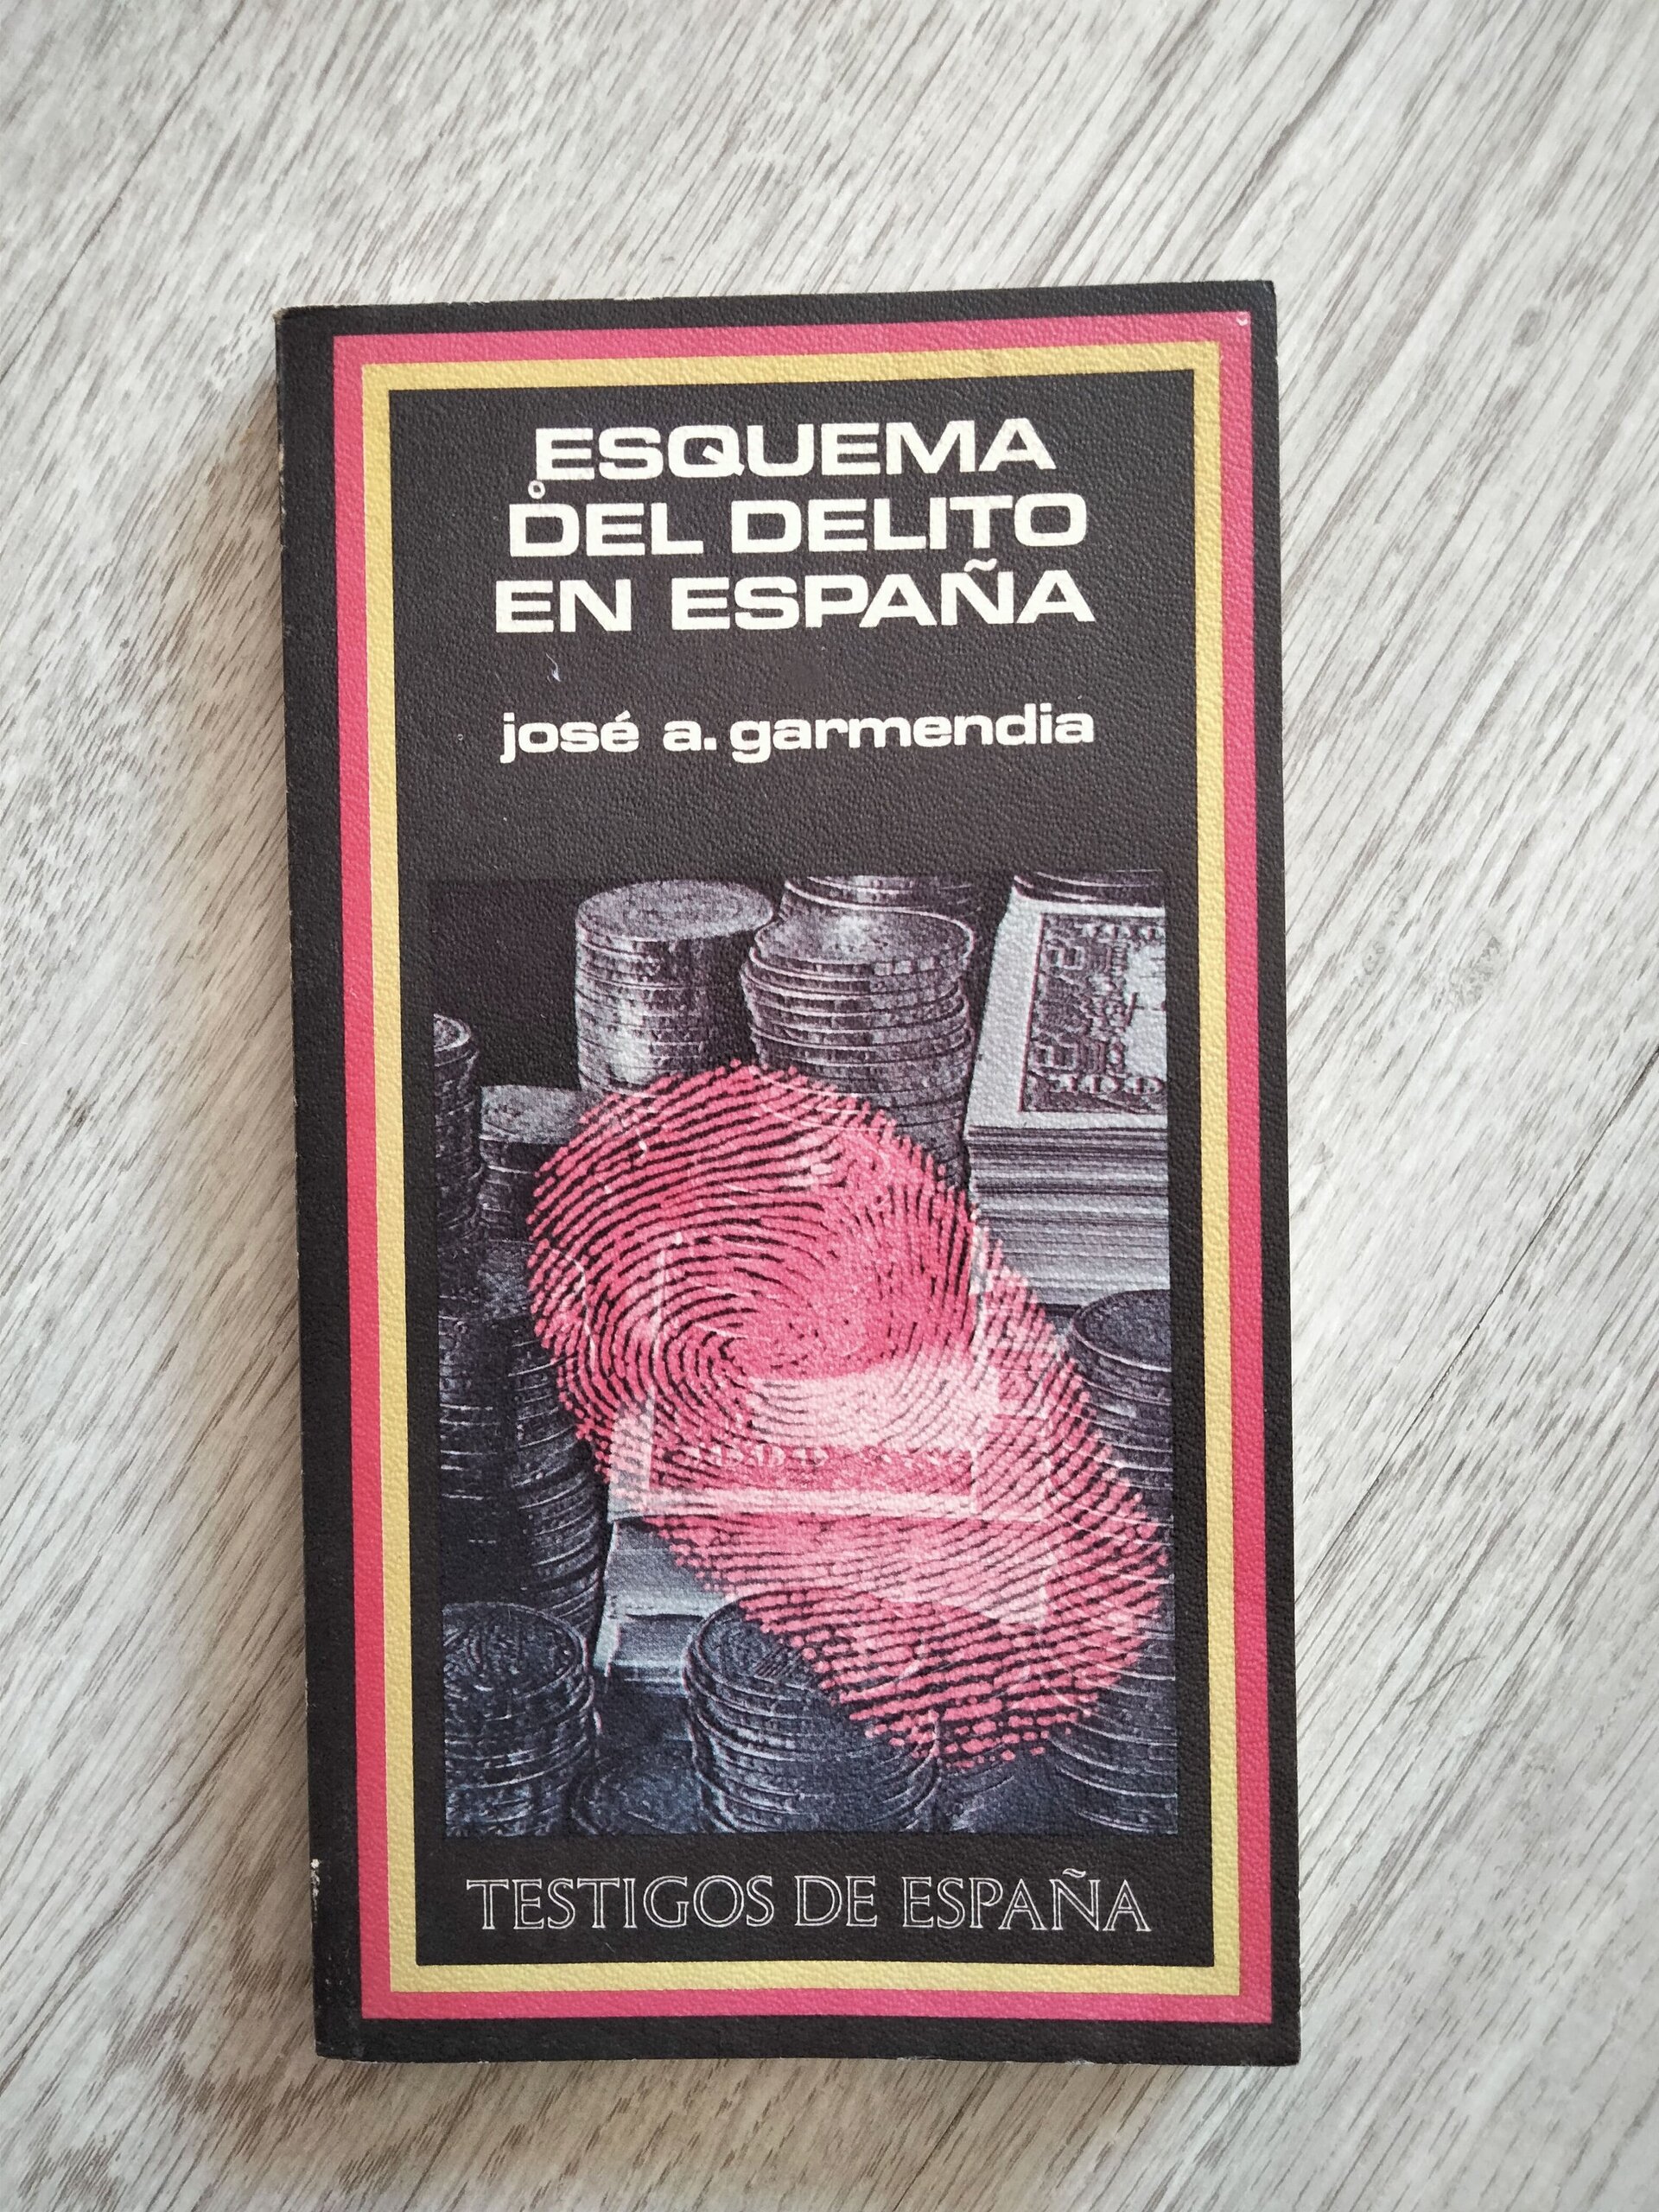 ESQUEMA
DEL DELITO
EN ESPAÑA
josé a. garmendia
TESTIGOS DE ESPAÑA